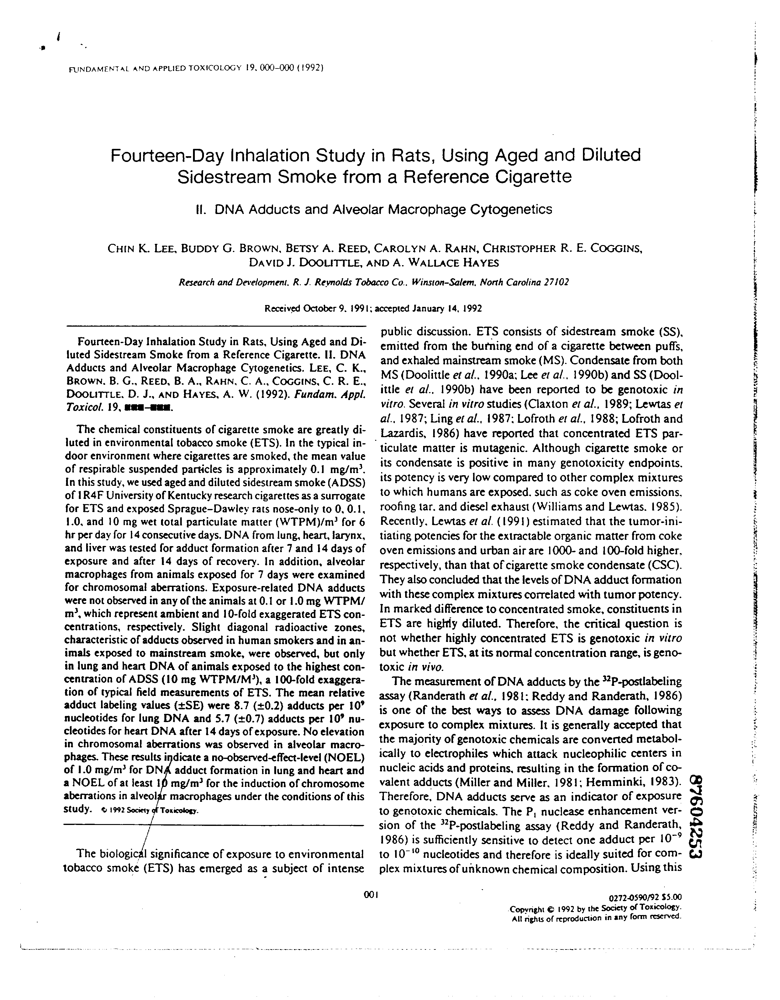 FUNDAMENTAL AND APPLIED TOXICOLOGY 19, 000–000 (1992)
Fourteen-Day Inhalation Study in Rats, Using Aged and Diluted
Sidestream Smoke from a Reference Cigarette
II. DNA Adducts and Alveolar Macrophage Cytogenetics
CHIN K. LEE, BUDDY G. BROWN, BETSY A. REED, CAROLYN A. RAHN, CHRISTOPHER R. E. COGGINS,
DAVID J. DOOLITTLE, AND A. WALLACE HAYES
Research and Development, R. J. Reynolds Tobacco Co., Winston-Salem, North Carolina 27102
Received October 9, 1991; accepted January 14, 1992
Fourteen-Day Inhalation Study in Rats, Using Aged and Di-
luted Sidestream Smoke from a Reference Cigarette. II. DNA
Adducts and Alveolar Macrophage Cytogenetics. LEE, C. K.,
BROWN, B. G., REED, B. A., RAHN, C. A., COGGINS, C. R. E.,
DOOLITTLE, D. J., AND HAYES, A. W. (1992). Fundam. Appl.
Toxicol. 19, ■■■–■■■.
The chemical constituents of cigarette smoke are greatly di-
luted in environmental tobacco smoke (ETS). In the typical in-
door environment where cigarettes are smoked, the mean value
of respirable suspended particles is approximately 0.1 mg/m³.
In this study, we used aged and diluted sidestream smoke (ADSS)
of 1R4F University of Kentucky research cigarettes as a surrogate
for ETS and exposed Sprague–Dawley rats nose-only to 0, 0.1,
1.0, and 10 mg wet total particulate matter (WTPM)/m³ for 6
hr per day for 14 consecutive days. DNA from lung, heart, larynx,
and liver was tested for adduct formation after 7 and 14 days of
exposure and after 14 days of recovery. In addition, alveolar
macrophages from animals exposed for 7 days were examined
for chromosomal aberrations. Exposure-related DNA adducts
were not observed in any of the animals at 0.1 or 1.0 mg WTPM/
m³, which represent ambient and 10-fold exaggerated ETS con-
centrations, respectively. Slight diagonal radioactive zones,
characteristic of adducts observed in human smokers and in an-
imals exposed to mainstream smoke, were observed, but only
in lung and heart DNA of animals exposed to the highest con-
centration of ADSS (10 mg WTPM/M³), a 100-fold exaggera-
tion of typical field measurements of ETS. The mean relative
adduct labeling values (±SE) were 8.7 (±0.2) adducts per 10⁹
nucleotides for lung DNA and 5.7 (±0.7) adducts per 10⁹ nu-
cleotides for heart DNA after 14 days of exposure. No elevation
in chromosomal aberrations was observed in alveolar macro-
phages. These results indicate a no-observed-effect-level (NOEL)
of 1.0 mg/m³ for DNA adduct formation in lung and heart and
a NOEL of at least 10 mg/m³ for the induction of chromosome
aberrations in alveolar macrophages under the conditions of this
study. © 1992 Society of Toxicology.
The biological significance of exposure to environmental
tobacco smoke (ETS) has emerged as a subject of intense
public discussion. ETS consists of sidestream smoke (SS),
emitted from the burning end of a cigarette between puffs,
and exhaled mainstream smoke (MS). Condensate from both
MS (Doolittle et al., 1990a; Lee et al., 1990b) and SS (Dool-
ittle et al., 1990b) have been reported to be genotoxic in
vitro. Several in vitro studies (Claxton et al., 1989; Lewtas et
al., 1987; Ling et al., 1987; Lofroth et al., 1988; Lofroth and
Lazardis, 1986) have reported that concentrated ETS par-
ticulate matter is mutagenic. Although cigarette smoke or
its condensate is positive in many genotoxicity endpoints,
its potency is very low compared to other complex mixtures
to which humans are exposed, such as coke oven emissions,
roofing tar, and diesel exhaust (Williams and Lewtas, 1985).
Recently, Lewtas et al. (1991) estimated that the tumor-ini-
tiating potencies for the extractable organic matter from coke
oven emissions and urban air are 1000- and 100-fold higher,
respectively, than that of cigarette smoke condensate (CSC).
They also concluded that the levels of DNA adduct formation
with these complex mixtures correlated with tumor potency.
In marked difference to concentrated smoke, constituents in
ETS are highly diluted. Therefore, the critical question is
not whether highly concentrated ETS is genotoxic in vitro
but whether ETS, at its normal concentration range, is geno-
toxic in vivo.
The measurement of DNA adducts by the ³²P-postlabeling
assay (Randerath et al., 1981; Reddy and Randerath, 1986)
is one of the best ways to assess DNA damage following
exposure to complex mixtures. It is generally accepted that
the majority of genotoxic chemicals are converted metabol-
ically to electrophiles which attack nucleophilic centers in
nucleic acids and proteins, resulting in the formation of co-
valent adducts (Miller and Miller, 1981; Hemminki, 1983).
Therefore, DNA adducts serve as an indicator of exposure
to genotoxic chemicals. The P₁ nuclease enhancement ver-
sion of the ³²P-postlabeling assay (Reddy and Randerath,
1986) is sufficiently sensitive to detect one adduct per 10⁻⁹
to 10⁻¹⁰ nucleotides and therefore is ideally suited for com-
plex mixtures of unknown chemical composition. Using this
87604253
001
0272-0590/92 $5.00
Copyright © 1992 by the Society of Toxicology.
All rights of reproduction in any form reserved.